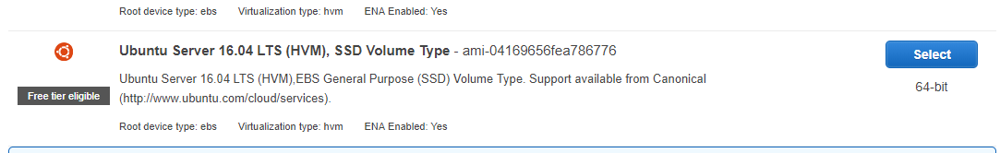 Root device type: ebs Virtualization type: hvm ENA Enabled: Yes
Ubuntu Server 16.04 LTS (HVM), SSD Volume Type - ami-04169656fea786776
Select
Free tier eligible
Ubuntu Server 16.04 LTS (HVM),EBS General Purpose (SSD) Volume Type. Support available from Canonical
(http://www.ubuntu.com/cloud/services).
64-bit
Root device type: ebs Virtualization type: hvm ENA Enabled: Yes